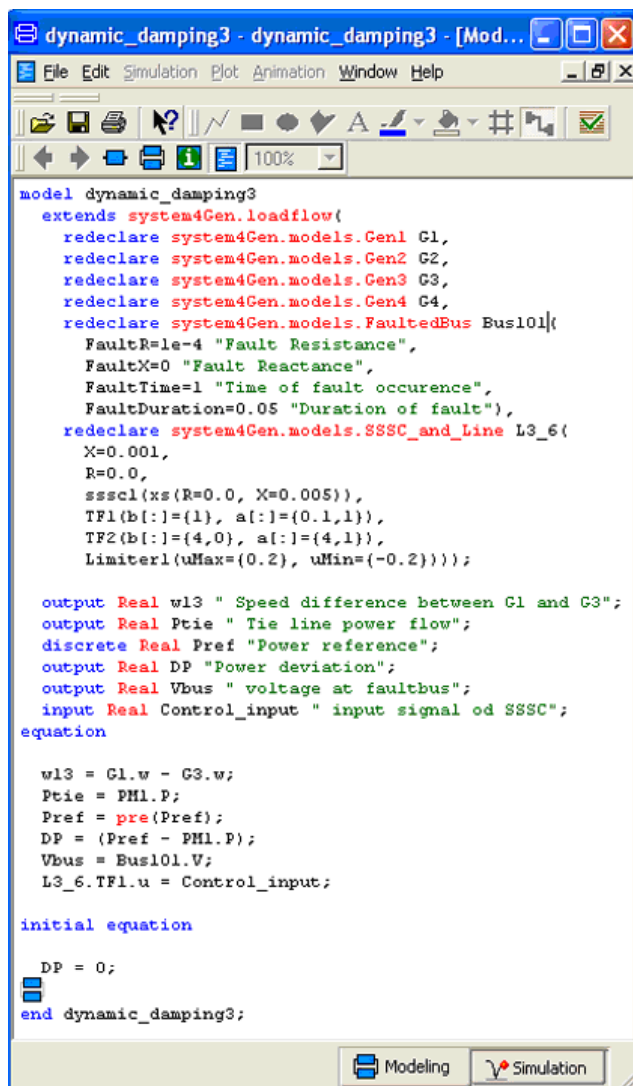 dynamic_damping3 - dynamic_damping3 - [Mod...
File Edit Simulation Plot Animation Window Help
A
100%
model dynamic_damping3
extends system4Gen.loadflow(
redeclare system4Gen.models.Gen1 G1,
redeclare system4Gen.models.Gen2 G2,
redeclare system4Gen.models.Gen3 G3,
redeclare system4Gen.models.Gen4 G4,
redeclare system4Gen.models.FaultedBus Bus101(
FaultR=1e-4 "Fault Resistance",
FaultX=0 "Fault Reactance",
FaultTime=1 "Time of fault occurence",
FaultDuration=0.05 "Duration of fault"),
redeclare system4Gen.models.SSSC_and_Line L3_6(
X=0.001,
R=0.0,
sssc1(xs(R=0.0, X=0.005)),
TF1(b[:]={1}, a[:]={0.1,1}),
TF2(b[:]={4,0}, a[:]={4,1}),
Limiter1(uMax={0.2}, uMin={-0.2})));
output Real w13 " Speed difference between G1 and G3";
output Real Ptie " Tie line power flow";
discrete Real Pref "Power reference";
output Real DP "Power deviation";
output Real Vbus " voltage at faultbus";
input Real Control_input " input signal od SSSC";
equation
w13 = G1.w - G3.w;
Ptie = PM1.P;
Pref = pre(Pref);
DP = (Pref - PM1.P);
Vbus = Bus101.V;
L3_6.TF1.u = Control_input;
initial equation
DP = 0;
end dynamic_damping3;
Modeling Simulation